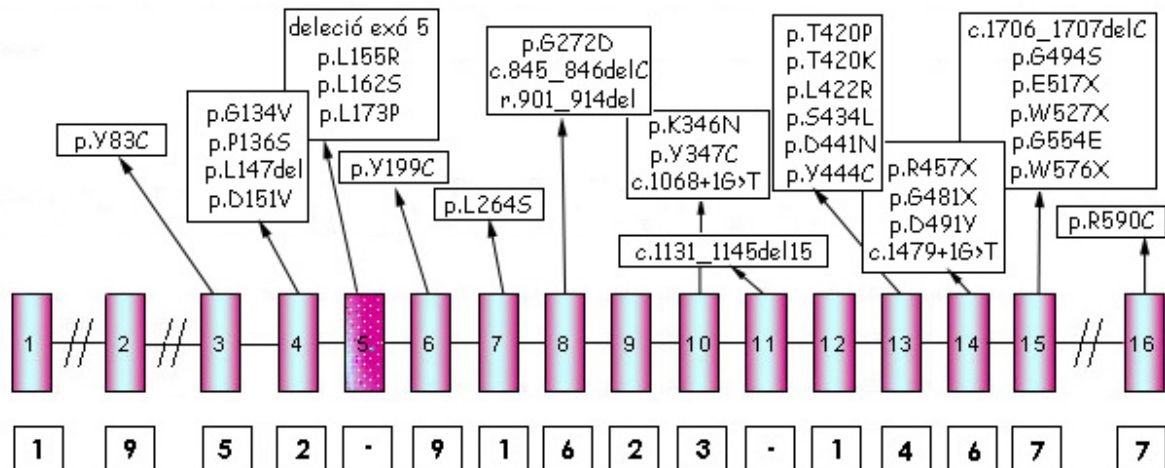 deleció exó 5
p.L155R
p.L162S
p.L173P
p.G272D
c.845_846delC
r.901_914del
p.T420P
p.T420K
p.L422R
p.S434L
p.D441N
p.Y444C
c.1706_1707delC
p.G494S
p.E517X
p.W527X
p.G554E
p.W576X
p.G134V
p.P136S
p.L147del
p.D151V
p.Y83C
p.K346N
p.Y347C
c.1068+1G>T
p.Y199C
p.R457X
p.G481X
p.D491Y
c.1479+1G>T
p.L264S
p.R590C
c.1131_1145del15
1 // 2 // 3 4 5 6 7 8 9 10 11 12 13 14 15 // 16
1 9 5 2 - 9 1 6 2 3 - 1 4 6 7 7